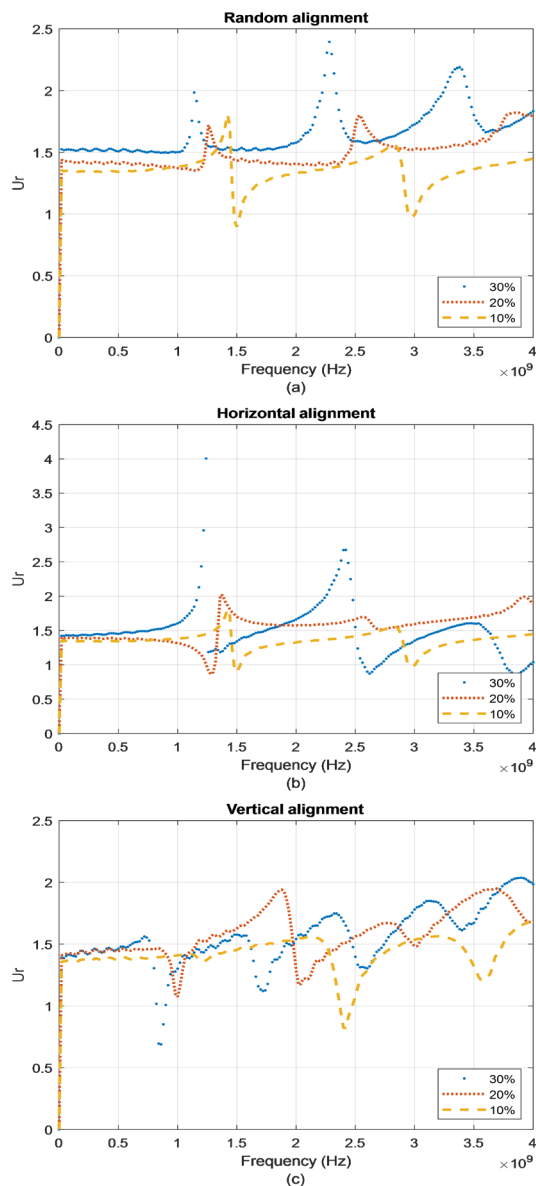 Random alignment
2.5
2
1.5
1
0.5
0
Ur
0 0.5 1 1.5 2 2.5 3 3.5 4
Frequency (Hz)
×10⁹
(a)
30%
20%
10%
Horizontal alignment
4.5
4
3.5
3
2.5
2
1.5
1
0.5
0
Ur
0 0.5 1 1.5 2 2.5 3 3.5 4
Frequency (Hz)
×10⁹
(b)
30%
20%
10%
Vertical alignment
2.5
2
1.5
1
0.5
0
Ur
0 0.5 1 1.5 2 2.5 3 3.5 4
Frequency (Hz)
×10⁹
(c)
30%
20%
10%